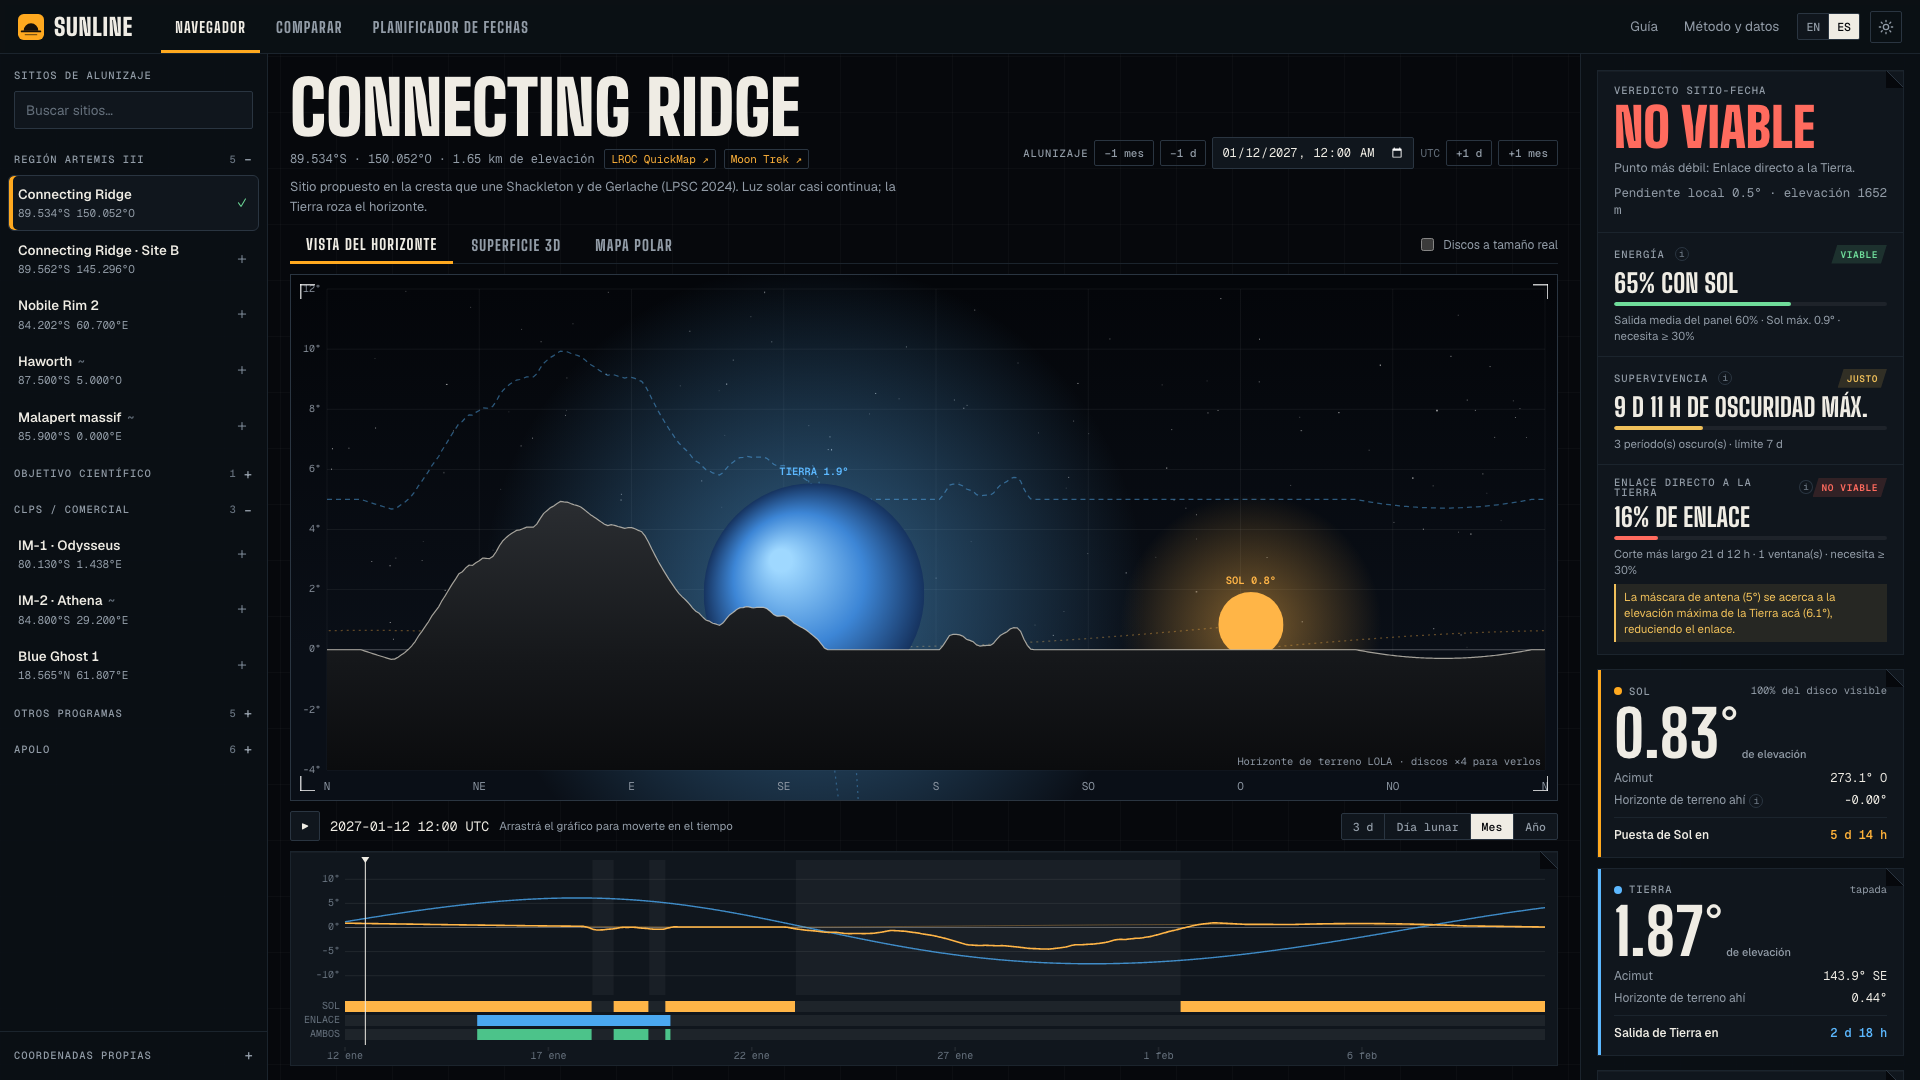 SUNLINE
NAVEGADOR
COMPARAR
PLANIFICADOR DE FECHAS
Guía
Método y datos
EN
ES
SITIOS DE ALUNIZAJE
Buscar sitios…
REGIÓN ARTEMIS III 5 −
Connecting Ridge
89.534°S 150.052°O ✓
Connecting Ridge · Site B
89.562°S 145.296°O +
Nobile Rim 2
84.202°S 60.700°E +
Haworth ~
87.500°S 5.000°O +
Malapert massif ~
85.900°S 0.000°E +
OBJETIVO CIENTÍFICO 1 +
CLPS / COMERCIAL 3 −
IM-1 · Odysseus
80.130°S 1.438°E +
IM-2 · Athena ~
84.800°S 29.200°E +
Blue Ghost 1
18.565°N 61.807°E +
OTROS PROGRAMAS 5 +
APOLO 6 +
COORDENADAS PROPIAS +
CONNECTING RIDGE
89.534°S · 150.052°O · 1.65 km de elevación
LROC QuickMap ↗
Moon Trek ↗
ALUNIZAJE
−1 mes
−1 d
01/12/2027, 12:00 AM
UTC
+1 d
+1 mes
Sitio propuesto en la cresta que une Shackleton y de Gerlache (LPSC 2024). Luz solar casi continua; la
Tierra roza el horizonte.
VISTA DEL HORIZONTE
SUPERFICIE 3D
MAPA POLAR
Discos a tamaño real
12°
10°
8°
6°
4°
2°
0°
-2°
-4°
TIERRA 1.9°
SOL 0.8°
Horizonte de terreno LOLA · discos ×4 para verlos
N NE E SE S SO O NO N
2027-01-12 12:00 UTC
Arrastrá el gráfico para moverte en el tiempo
3 d
Día lunar
Mes
Año
10°
5°
0°
-5°
-10°
SOL
ENLACE
AMBOS
12 ene 17 ene 22 ene 27 ene 1 feb 6 feb
VEREDICTO SITIO-FECHA
NO VIABLE
Punto más débil: Enlace directo a la Tierra.
Pendiente local 0.5° · elevación 1652
m
ENERGÍA i VIABLE
65% CON SOL
Salida media del panel 60% · Sol máx. 0.9° ·
necesita ≥ 30%
SUPERVIVENCIA i JUSTO
9 D 11 H DE OSCURIDAD MÁX.
3 período(s) oscuro(s) · límite 7 d
ENLACE DIRECTO A LA
TIERRA i NO VIABLE
16% DE ENLACE
Corte más largo 21 d 12 h · 1 ventana(s) · necesita ≥
30%
La máscara de antena (5°) se acerca a la
elevación máxima de la Tierra acá (6.1°),
reduciendo el enlace.
SOL 100% del disco visible
0.83° de elevación
Acimut 273.1° O
Horizonte de terreno ahí i -0.00°
Puesta de Sol en 5 d 14 h
TIERRA tapada
1.87° de elevación
Acimut 143.9° SE
Horizonte de terreno ahí 0.44°
Salida de Tierra en 2 d 18 h